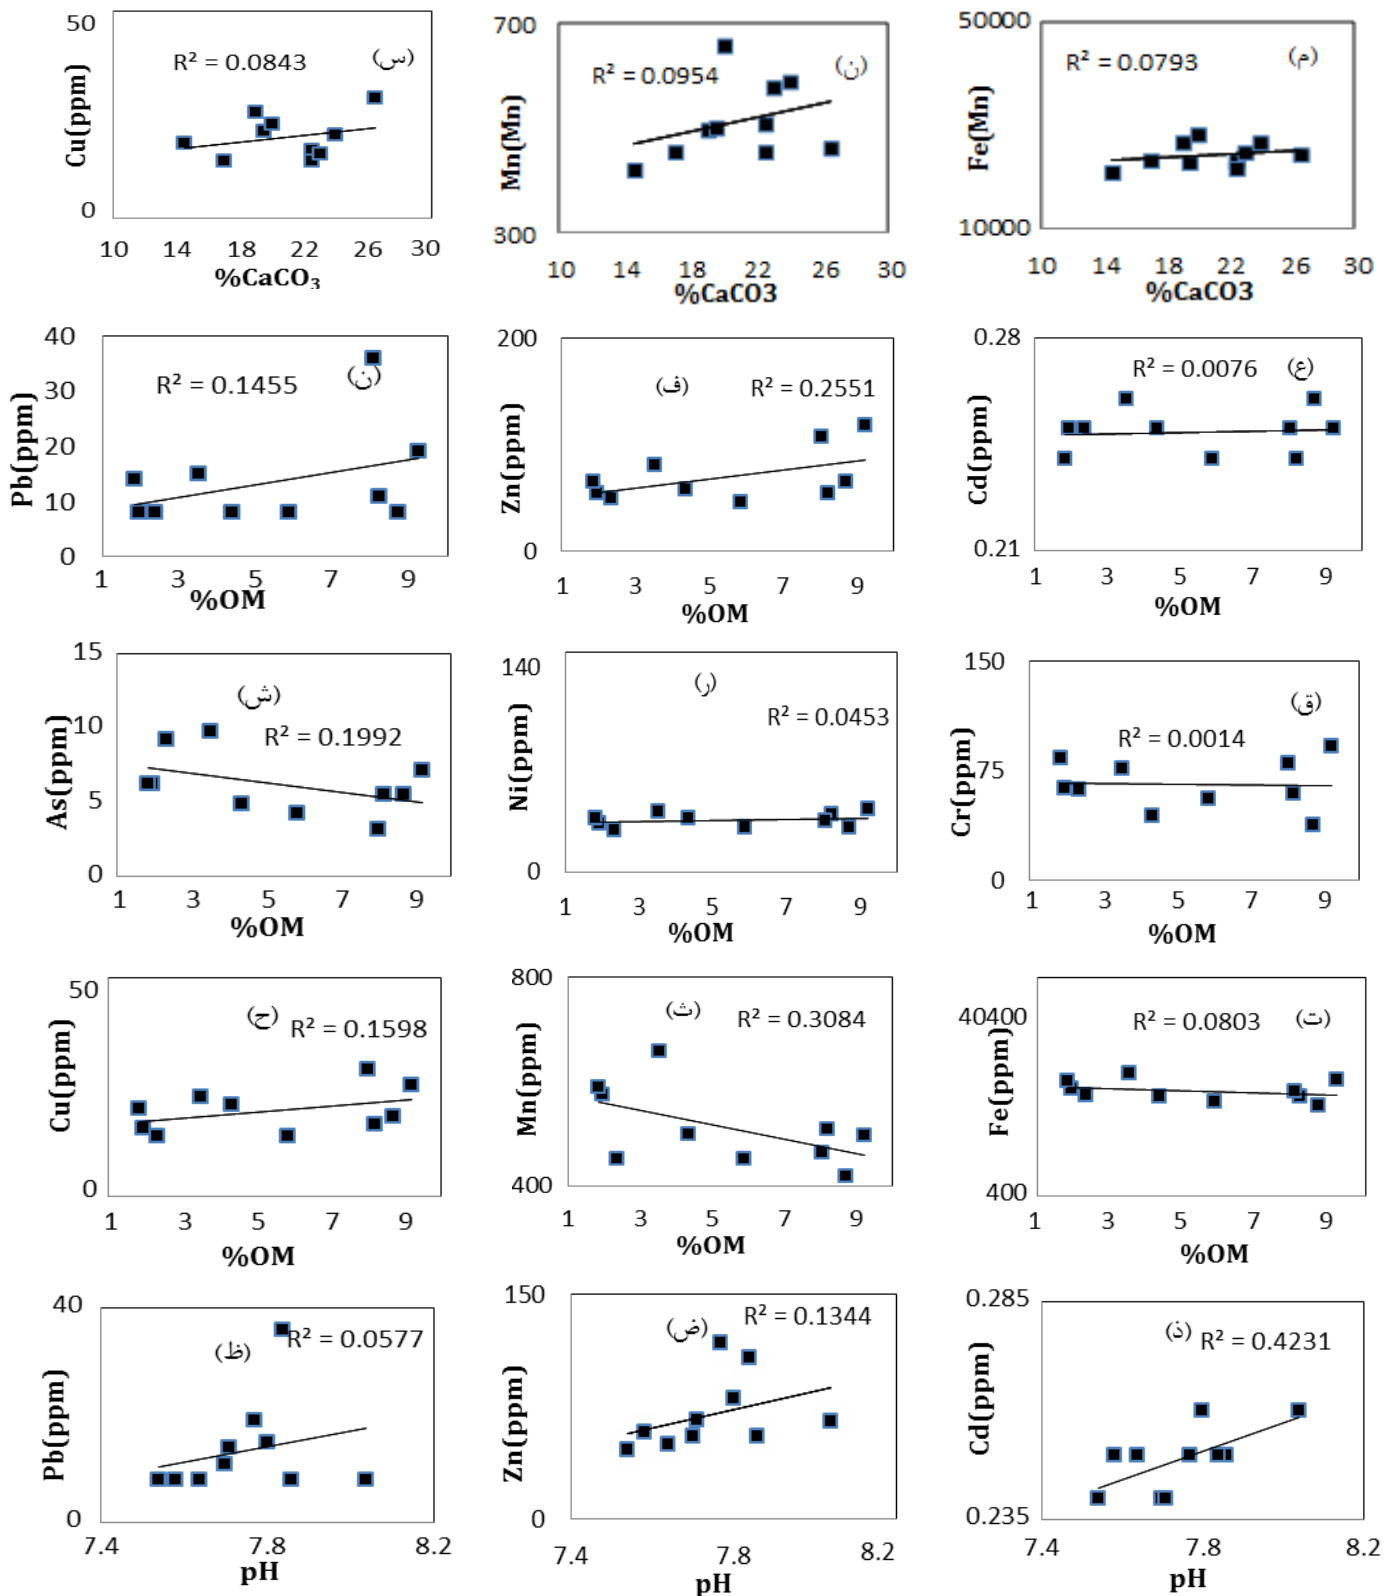 50
Cu(ppm)
R² = 0.0843
(س)
0
10 14 18 22 26 30
%CaCO₃
700
Mn(Mn)
R² = 0.0954
(ن)
300
10 14 18 22 26 30
%CaCO3
50000
Fe(Mn)
R² = 0.0793
(م)
10000
10 14 18 22 26 30
%CaCO3
40
30
20
10
0
Pb(ppm)
R² = 0.1455
(ن)
1 3 5 7 9
%OM
200
Zn(ppm)
(ف)
R² = 0.2551
0
1 3 5 7 9
%OM
0.28
Cd(ppm)
R² = 0.0076
(ع)
0.21
1 3 5 7 9
%OM
15
10
5
0
As(ppm)
(ش)
R² = 0.1992
1 3 5 7 9
%OM
140
Ni(ppm)
(ر)
R² = 0.0453
0
1 3 5 7 9
%OM
150
75
0
Cr(ppm)
(ق)
R² = 0.0014
1 3 5 7 9
%OM
50
Cu(ppm)
(ح)
R² = 0.1598
0
1 3 5 7 9
%OM
800
Mn(ppm)
(ث)
R² = 0.3084
400
1 3 5 7 9
%OM
40400
Fe(ppm)
R² = 0.0803
(ت)
400
1 3 5 7 9
%OM
40
Pb(ppm)
R² = 0.0577
(ظ)
0
7.4 7.8 8.2
pH
150
Zn(ppm)
(ض)
R² = 0.1344
0
7.4 7.8 8.2
pH
0.285
Cd(ppm)
(ذ)
R² = 0.4231
0.235
7.4 7.8 8.2
pH